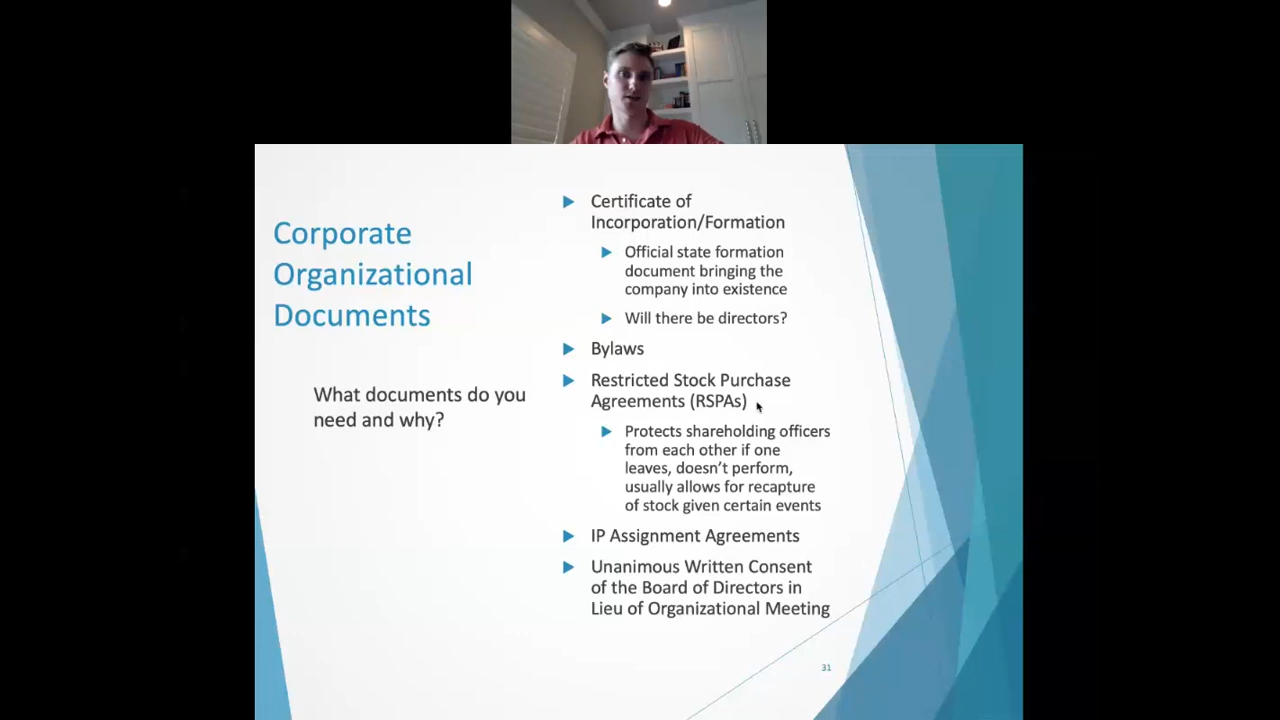 Corporate
Organizational
Documents
What documents do you
need and why?
Certificate of
Incorporation/Formation
Official state formation
document bringing the
company into existence
Will there be directors?
Bylaws
Restricted Stock Purchase
Agreements (RSPAs)
Protects shareholding officers
from each other if one
leaves, doesn't perform,
usually allows for recapture
of stock given certain events
IP Assignment Agreements
Unanimous Written Consent
of the Board of Directors in
Lieu of Organizational Meeting
31